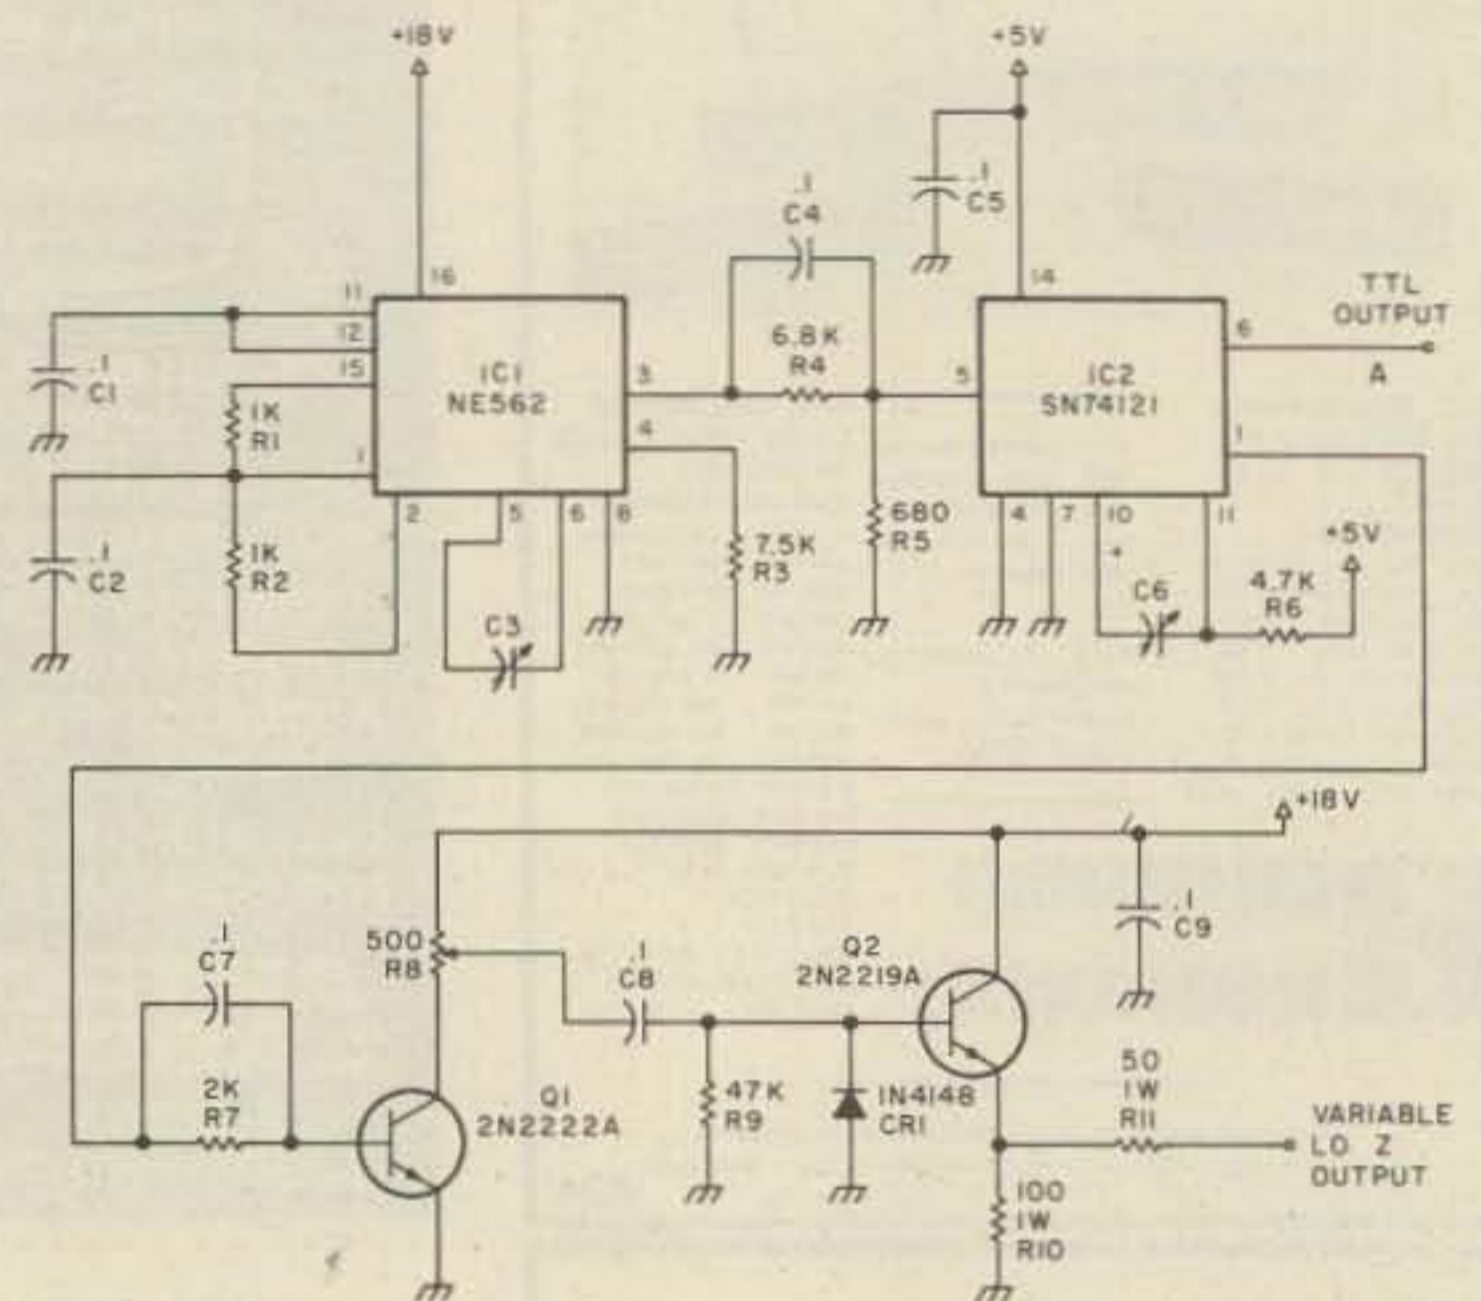 +18V
+5V
.1
C4
.1
C5
16
14
11
12
15
1
.1
C1
1K
R1
IC1
NE562
3
4
6.8K
R4
5
IC2
SN74121
6
1
TTL
OUTPUT
A
2
5
6
8
.1
C2
1K
R2
C3
7.5K
R3
680
R5
4
7
10
11
+
C6
4.7K
R6
+5V
+18V
.1
C7
500
R8
.1
C8
Q2
2N2219A
.1
C9
2K
R7
Q1
2N2222A
47K
R9
1N4148
CR1
50
1W
R11
VARIABLE
LO Z
OUTPUT
100
1W
R10